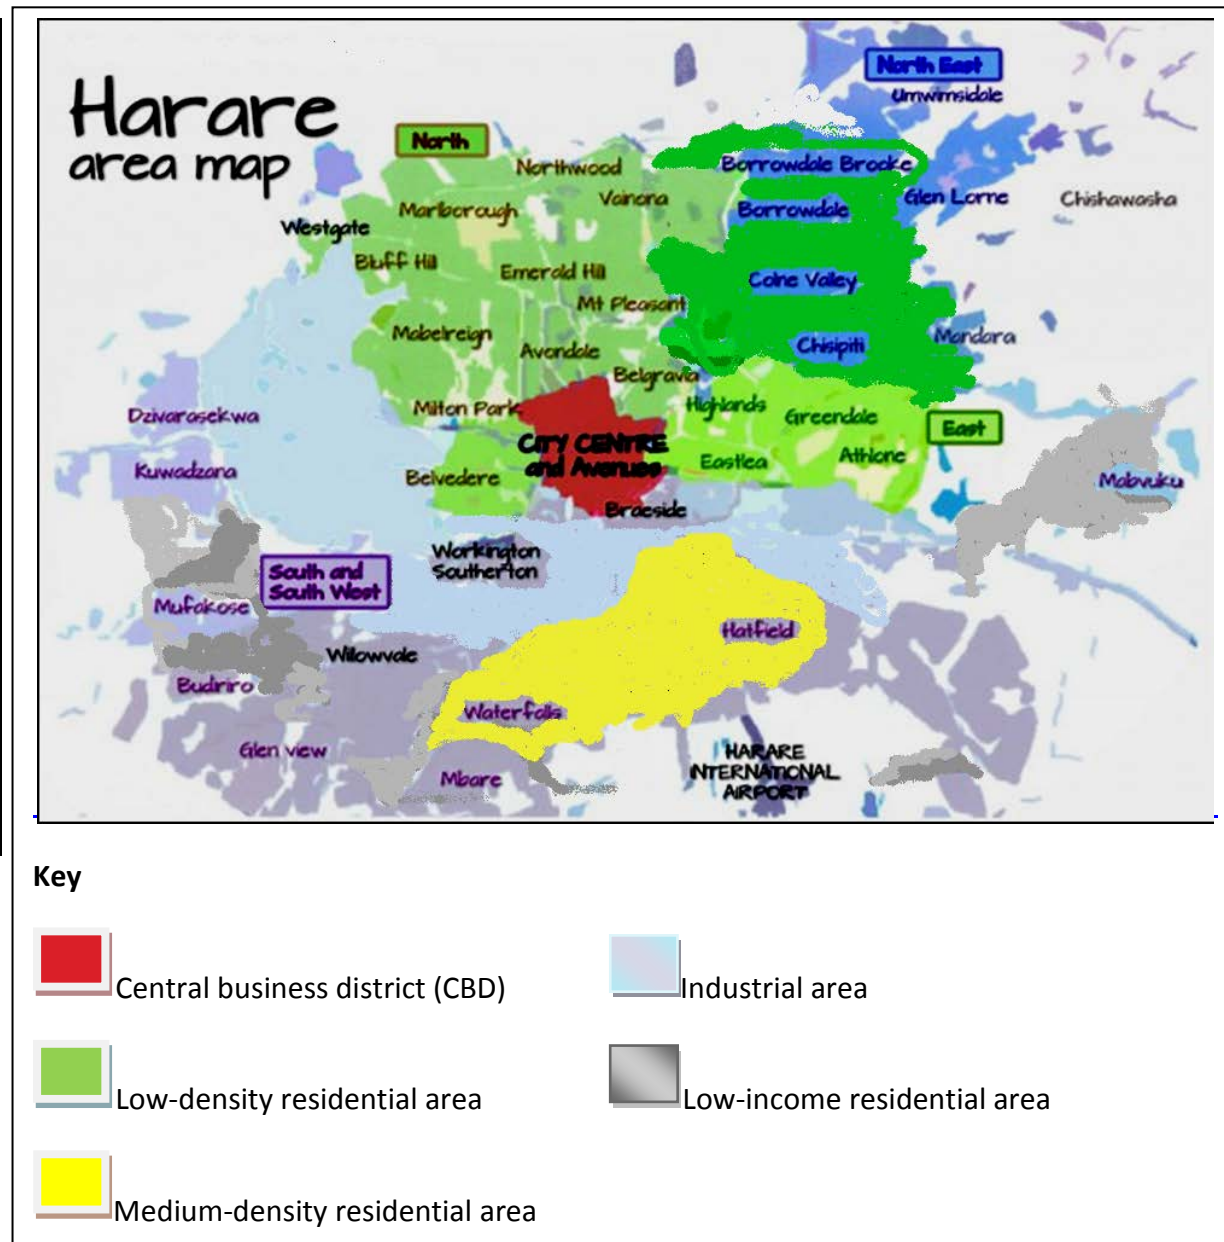 Harare
area map
North East
Umwimsidale
North
Northwood
Borrowdale Brooke
Vainona
Glen Lorne
Chishawasha
Marlborough
Borrowdale
Westgate
Bluff Hill
Emerald Hill
Colne Valley
Mt Pleasant
Mabelreign
Avondale
Chisipiti
Mandara
Belgravia
Milton Park
Highlands
Greendale
Dzivarasekwa
East
CITY CENTRE
and Avenues
Athlone
Eastlea
Kuwadzana
Belvedere
Mabvuku
Braeside
Workington
Southerton
South and
South West
Mufakose
Hatfield
Willowvale
Budiriro
Waterfalls
Glen view
Mbare
HARARE
INTERNATIONAL
AIRPORT
Key
Central business district (CBD)
Industrial area
Low-density residential area
Low-income residential area
Medium-density residential area